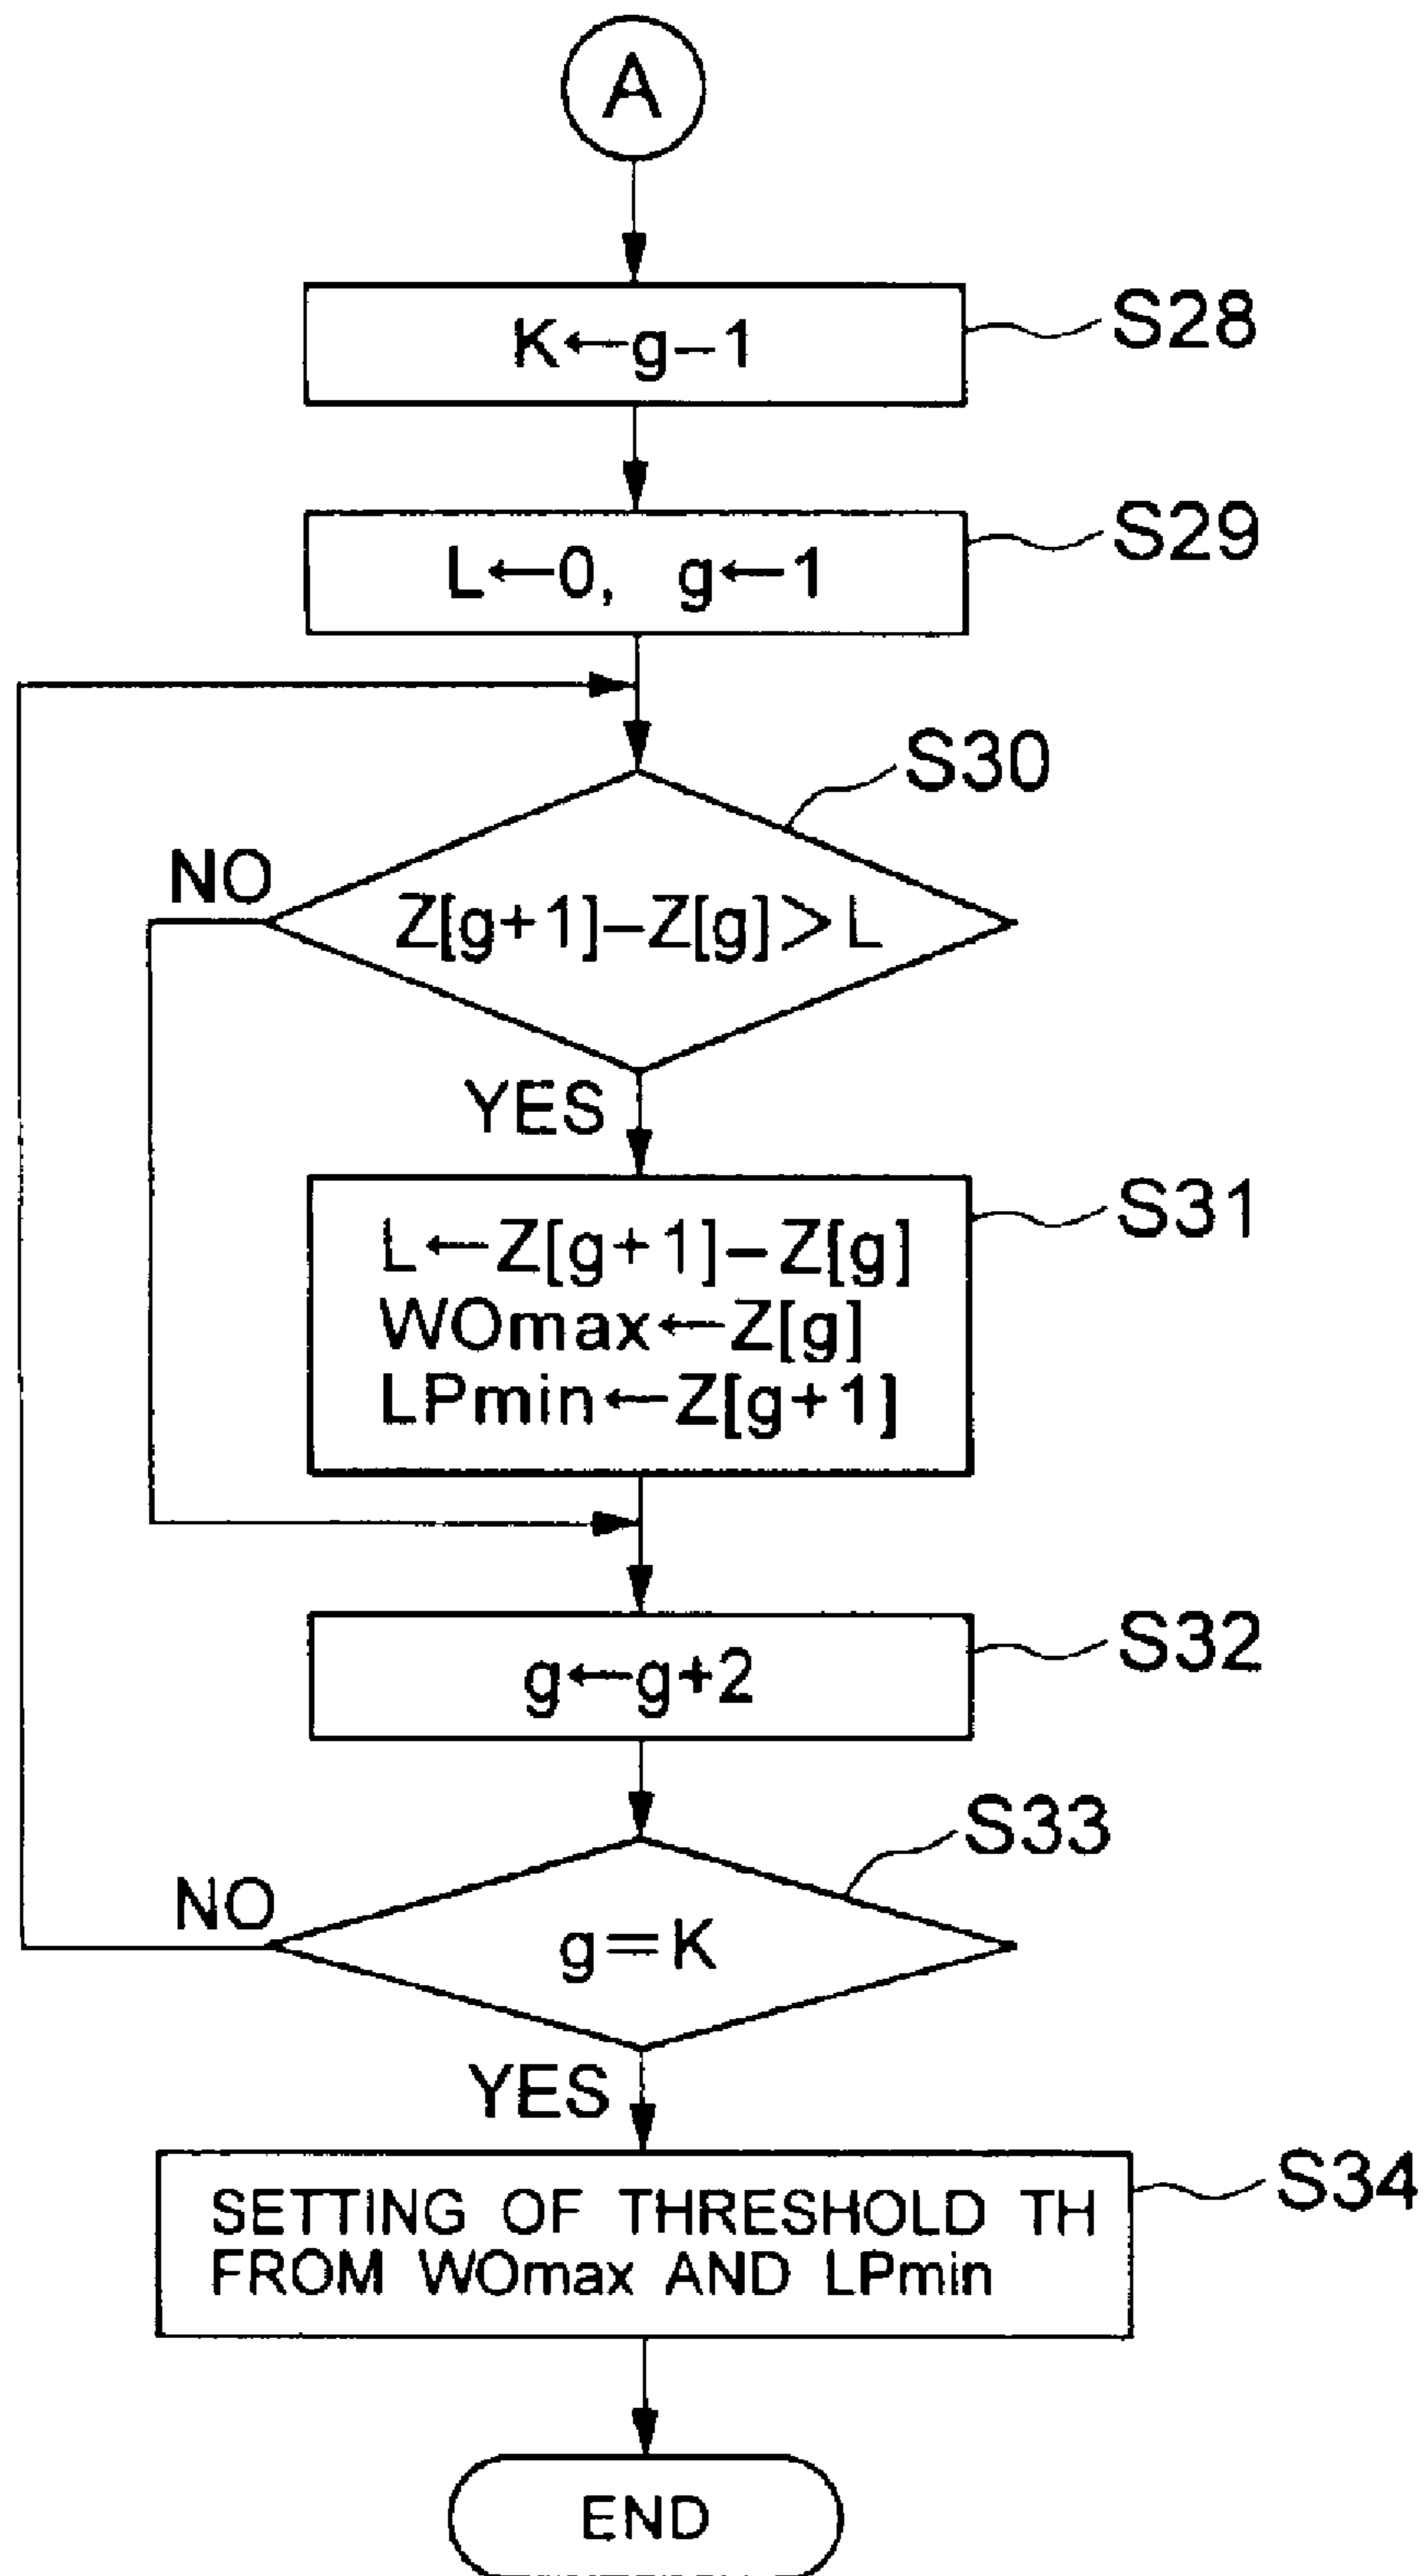 A
K←g–1
S28
L←0, g←1
S29
S30
NO
Z[g+1]–Z[g]>L
YES
S31
L←Z[g+1]–Z[g]
WOmax←Z[g]
LPmin←Z[g+1]
g←g+2
S32
S33
NO
g=K
YES
SETTING OF THRESHOLD TH
FROM WOmax AND LPmin
S34
END